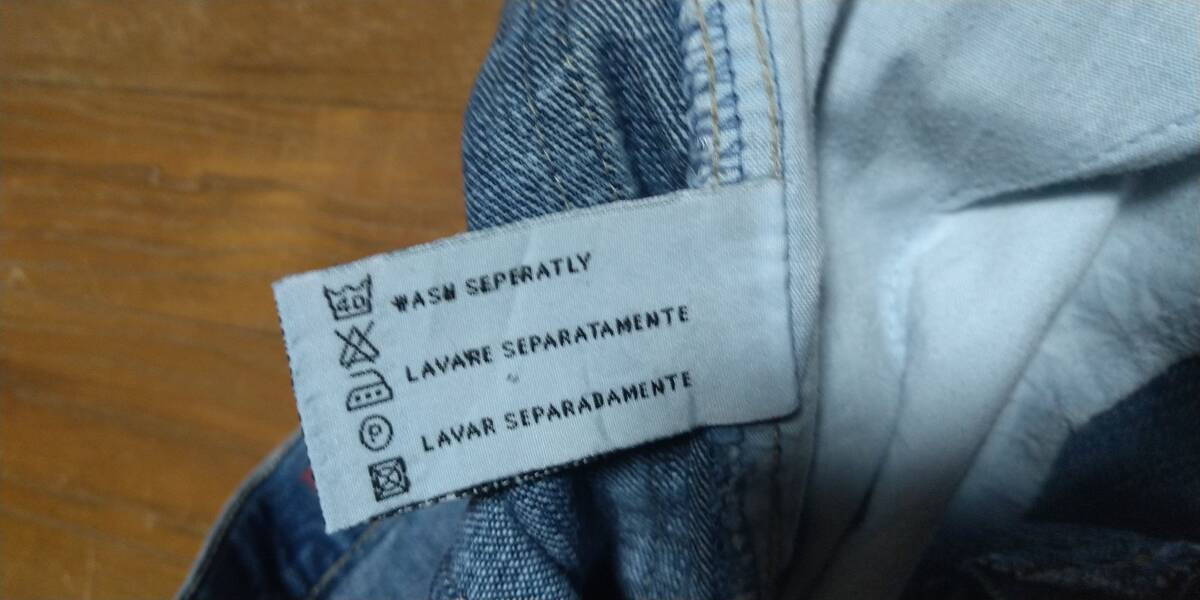 40
WASH SEPERATLY
LAVARE SEPARATAMENTE
P
LAVAR SEPARADAMENTE